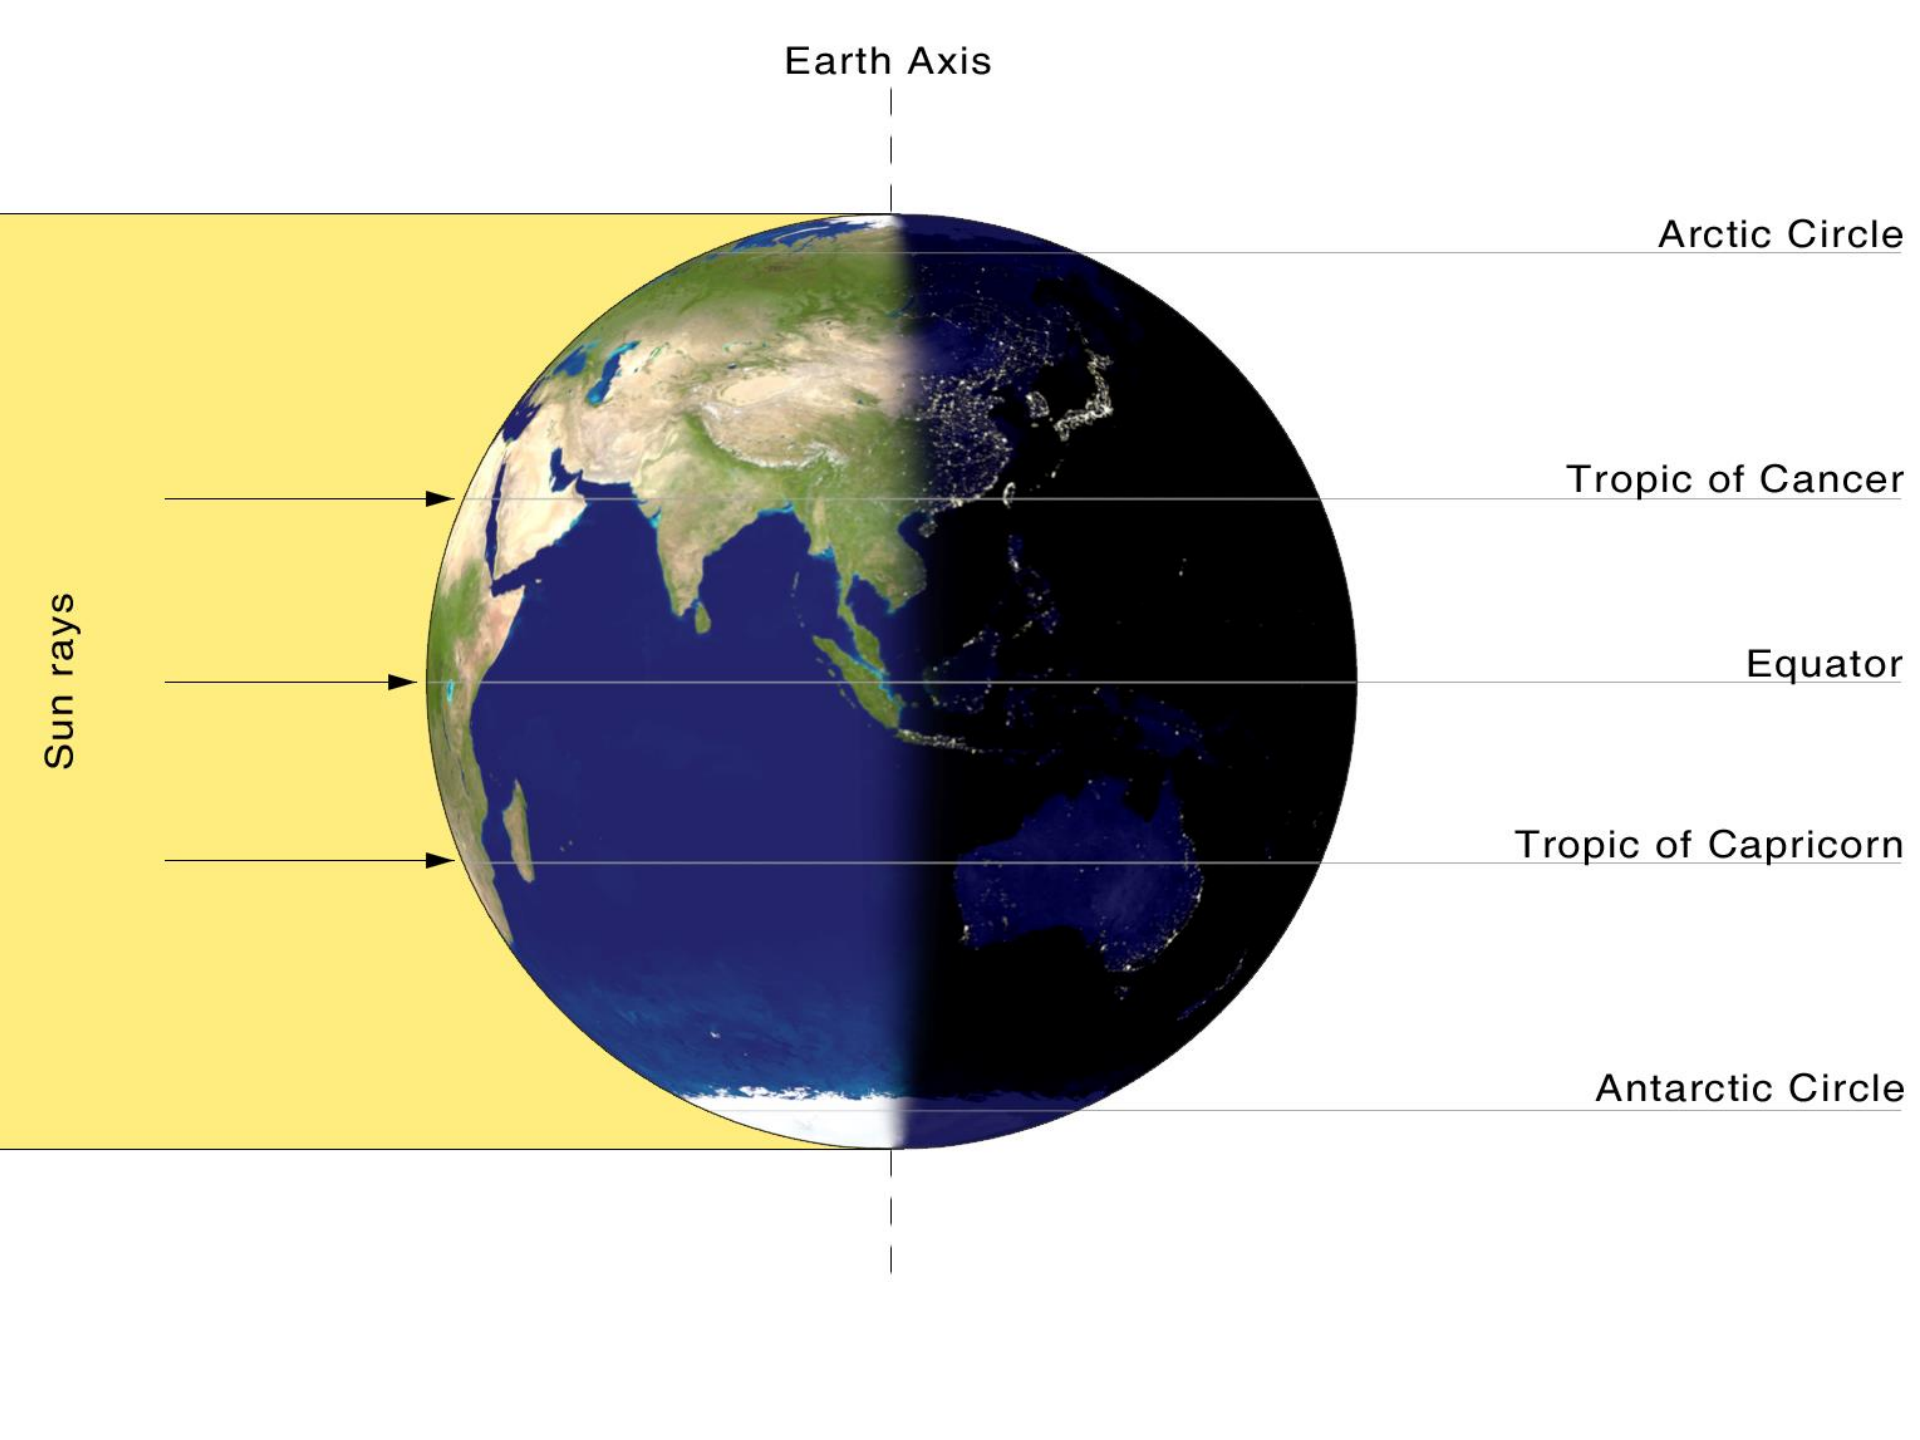 Earth Axis
Arctic Circle
Tropic of Cancer
Sun rays
Equator
Tropic of Capricorn
Antarctic Circle